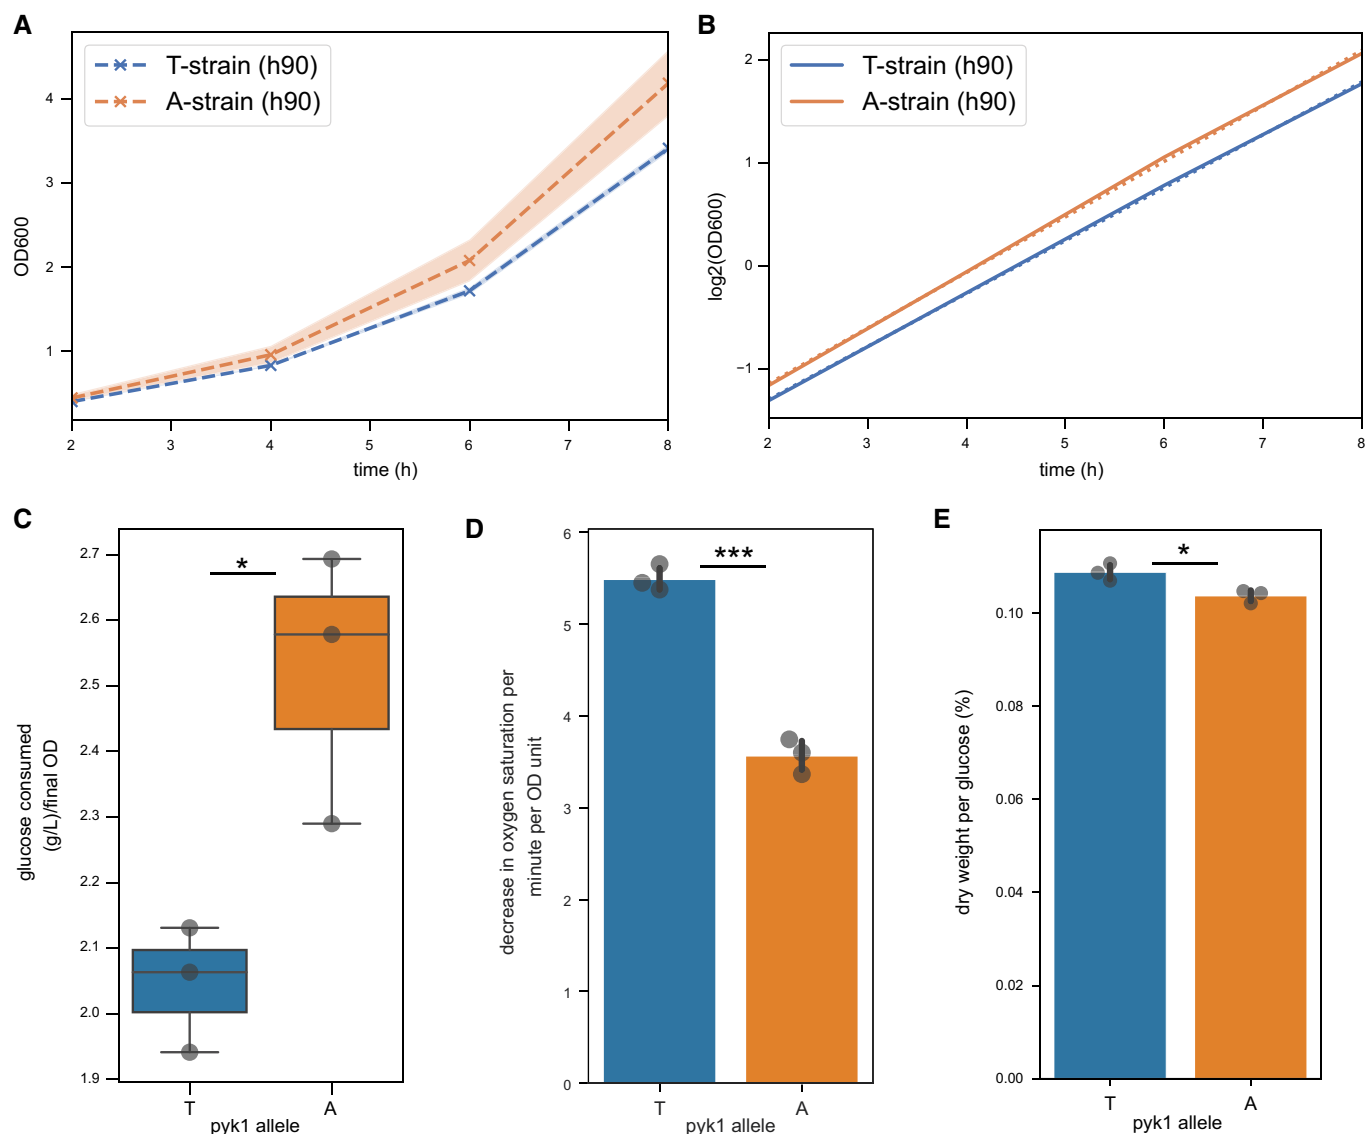 A
T-strain (h90)
A-strain (h90)
OD600
4
3
2
1
2
3
4
5
6
7
8
time (h)
B
T-strain (h90)
A-strain (h90)
log2(OD600)
2
1
0
−1
2
3
4
5
6
7
8
time (h)
C
*
glucose consumed
(g/L)/final OD
2.7
2.6
2.5
2.4
2.3
2.2
2.1
2.0
1.9
T
A
pyk1 allele
D
***
decrease in oxygen saturation per
minute per OD unit
6
5
4
3
2
1
0
T
A
pyk1 allele
E
*
dry weight per glucose (%)
0.10
0.08
0.06
0.04
0.02
0.00
T
A
pyk1 allele